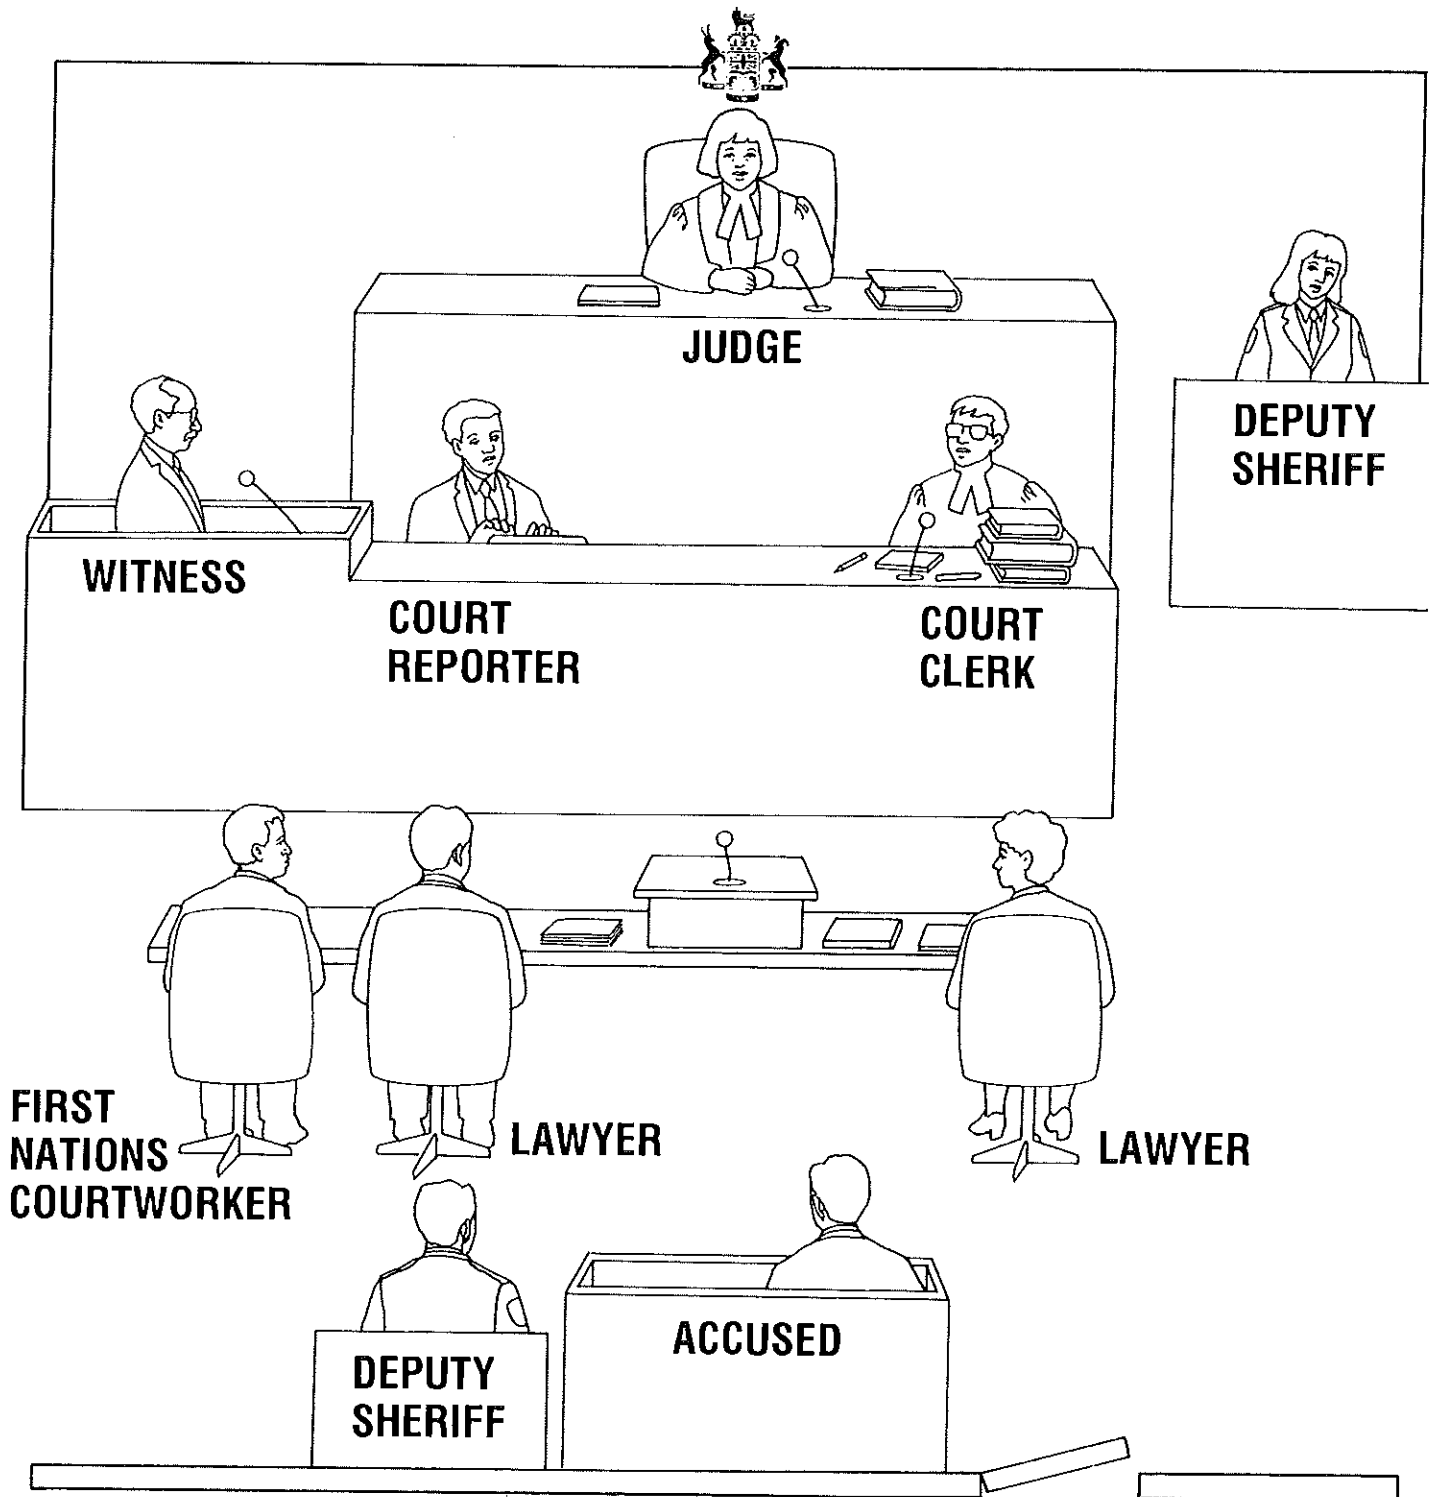 JUDGE
DEPUTY
SHERIFF
WITNESS
COURT
REPORTER
COURT
CLERK
FIRST
NATIONS
COURTWORKER
LAWYER
LAWYER
DEPUTY
SHERIFF
ACCUSED